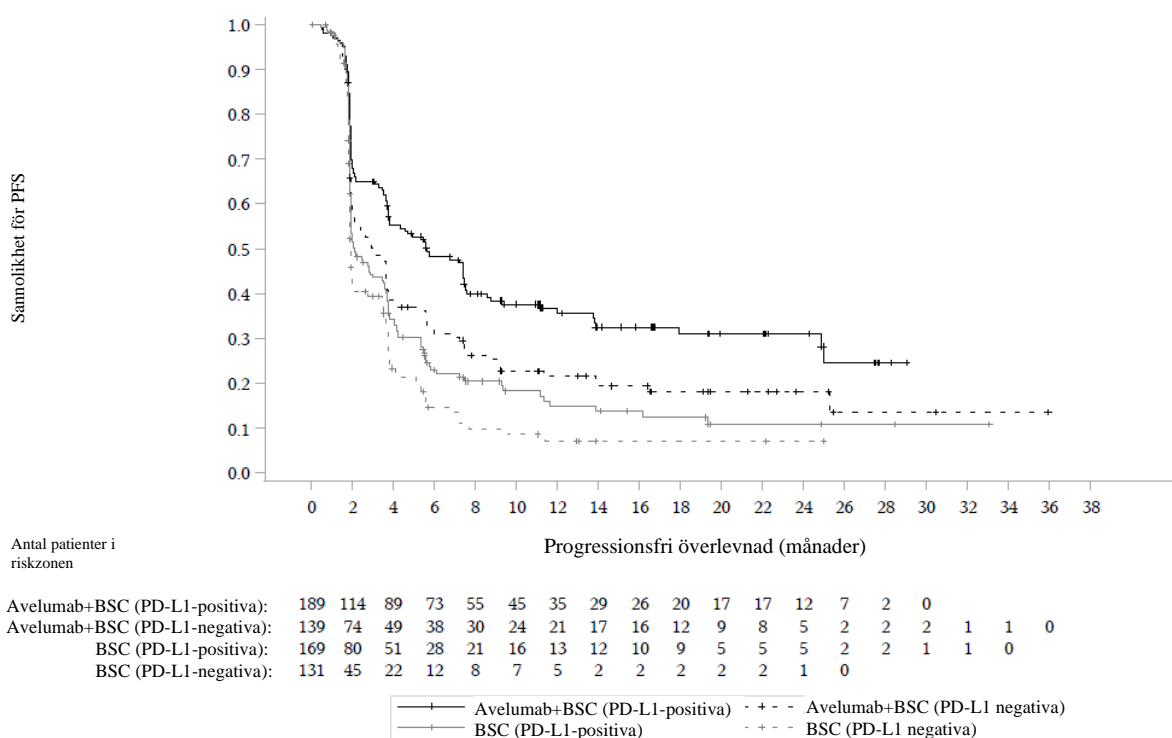 1.0
0.9
0.8
0.7
0.6
0.5
0.4
0.3
0.2
0.1
0.0
Sannolikhet för PFS
0 2 4 6 8 10 12 14 16 18 20 22 24 26 28 30 32 34 36 38
Progressionsfri överlevnad (månader)
Antal patienter i
riskzonen
Avelumab+BSC (PD-L1-positiva): 189 114 89 73 55 45 35 29 26 20 17 17 12 7 2 0
Avelumab+BSC (PD-L1-negativa): 139 74 49 38 30 24 21 17 16 12 9 8 5 2 2 2 1 1 0
BSC (PD-L1-positiva): 169 80 51 28 21 16 13 12 10 9 5 5 5 2 2 1 1 0
BSC (PD-L1-negativa): 131 45 22 12 8 7 5 2 2 2 2 2 1 0
Avelumab+BSC (PD-L1-positiva) Avelumab+BSC (PD-L1 negativa)
BSC (PD-L1-positiva) BSC (PD-L1 negativa)